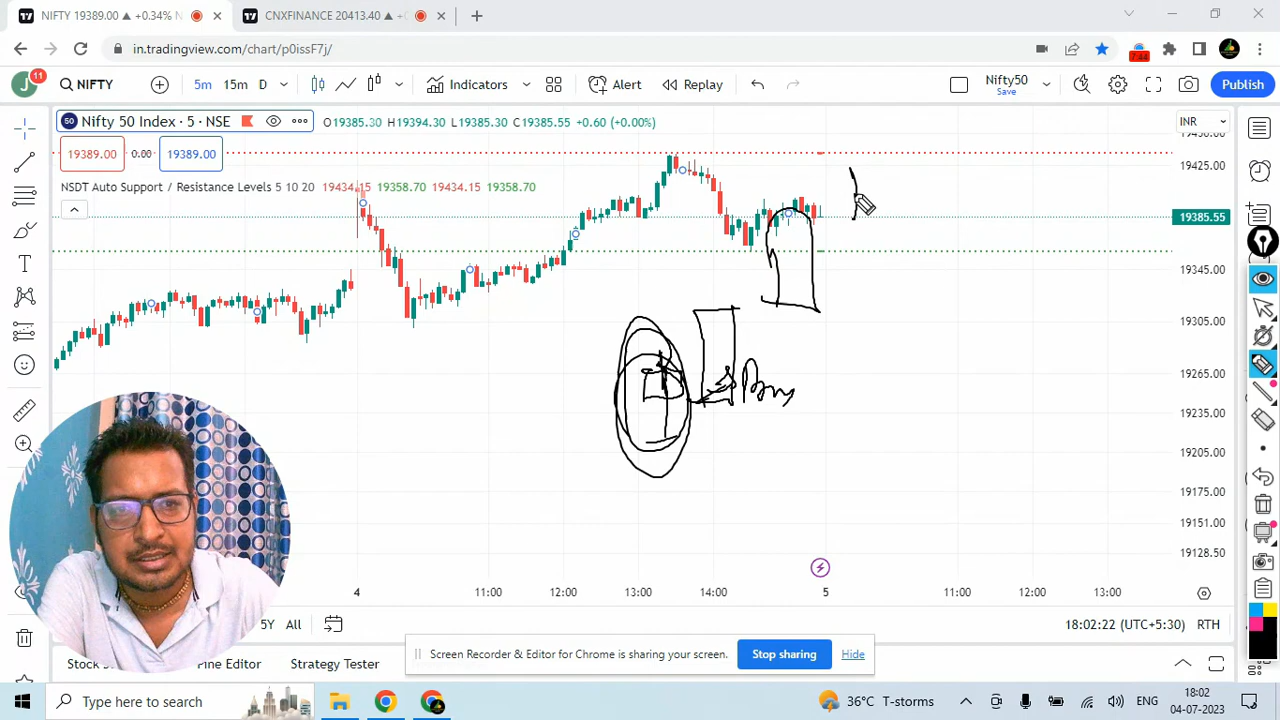 NIFTY 19389.00 ▲ +0.34% N
CNXFINANCE 20413.40 ▲ +0
in.tradingview.com/chart/p0issF7j/
7:44
J 11 NIFTY 5m 15m D Indicators Alert Replay Nifty50 Save Publish
50 Nifty 50 Index · 5 · NSE O19385.30 H19394.30 L19385.30 C19385.55 +0.60 (+0.00%) INR
19389.00 0.00 19389.00
NSDT Auto Support / Resistance Levels 5 10 20 19434.15 19358.70 19434.15 19358.70
19425.00
19385.55
19345.00
19305.00
19265.00
19235.00
19205.00
19175.00
19151.00
19128.50
4 11:00 12:00 13:00 14:00 5 11:00 12:00 13:00
5Y All 18:02:22 (UTC+5:30) RTH
Screen Recorder & Editor for Chrome is sharing your screen. Stop sharing Hide
Stock Pine Editor Strategy Tester
Type here to search 36°C T-storms ENG 18:02
04-07-2023